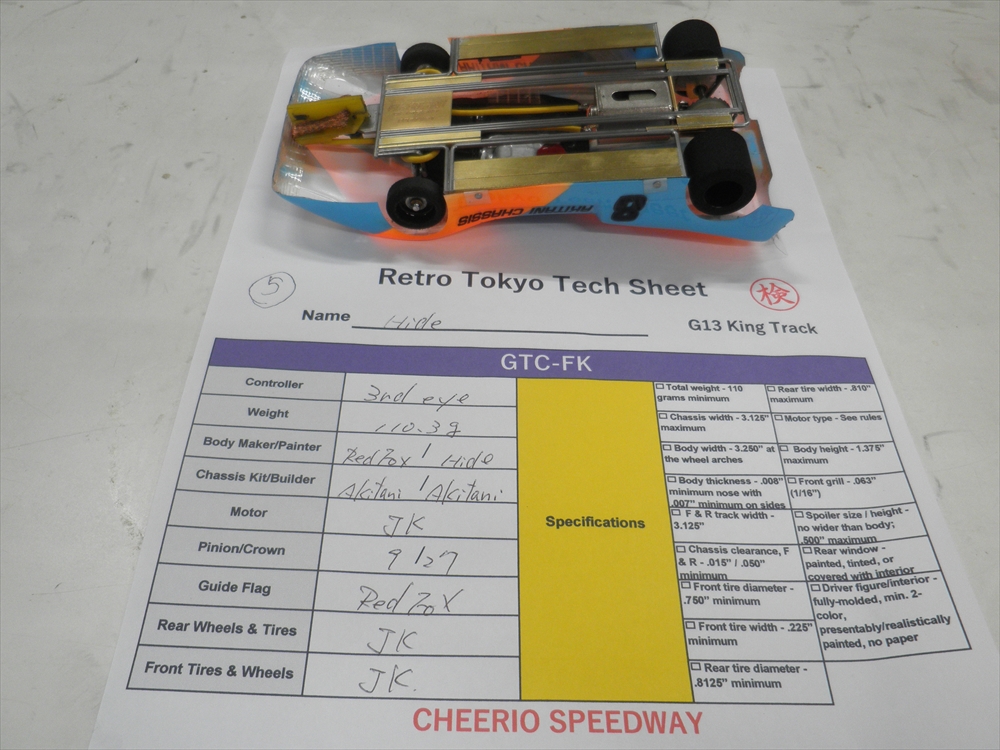 AKITANI CHASSIS
8
5
Retro Tokyo Tech Sheet
検
Name Hide
G13 King Track
GTC-FK
Controller 3rd eye
Weight 110.3g
Body Maker/Painter Red Fox / Hide
Chassis Kit/Builder Akitani / Akitani
Motor JK
Pinion/Crown 9/27
Guide Flag Red Fox
Rear Wheels & Tires JK
Front Tires & Wheels JK.
Specifications
☐ Total weight - 110
grams minimum
☐ Chassis width - 3.125"
maximum
☐ Body width - 3.250" at
the wheel arches
☐ Body thickness - .008"
minimum nose with
.007" minimum on sides
☐ F & R track width -
3.125"
☐ Chassis clearance, F
& R - .015" / .050"
minimum
☐ Front tire diameter -
.750" minimum
☐ Front tire width - .225"
minimum
☐ Rear tire diameter -
.8125" minimum
☐ Rear tire width - .810"
maximum
☐ Motor type - See rules
☐ Body height - 1.375"
maximum
☐ Front grill - .063"
(1/16")
☐ Spoiler size / height -
no wider than body;
.500" maximum
☐ Rear window -
painted, tinted, or
covered with interior
☐ Driver figure/interior -
fully-molded, min. 2-
color,
presentably/realistically
painted, no paper
CHEERIO SPEEDWAY